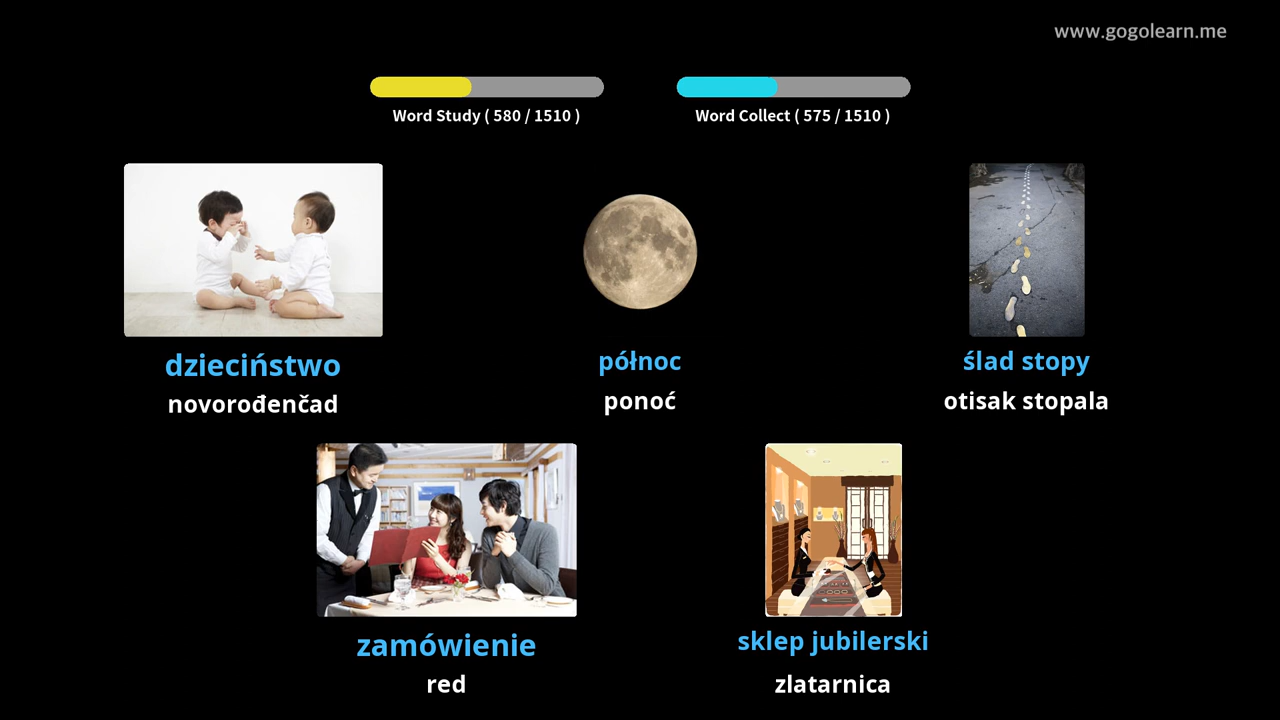 www.gogolearn.me
Word Study ( 580 / 1510 )
Word Collect ( 575 / 1510 )
dzieciństwo
novorođenčad
północ
ponoć
ślad stopy
otisak stopala
zamówienie
red
sklep jubilerski
zlatarnica